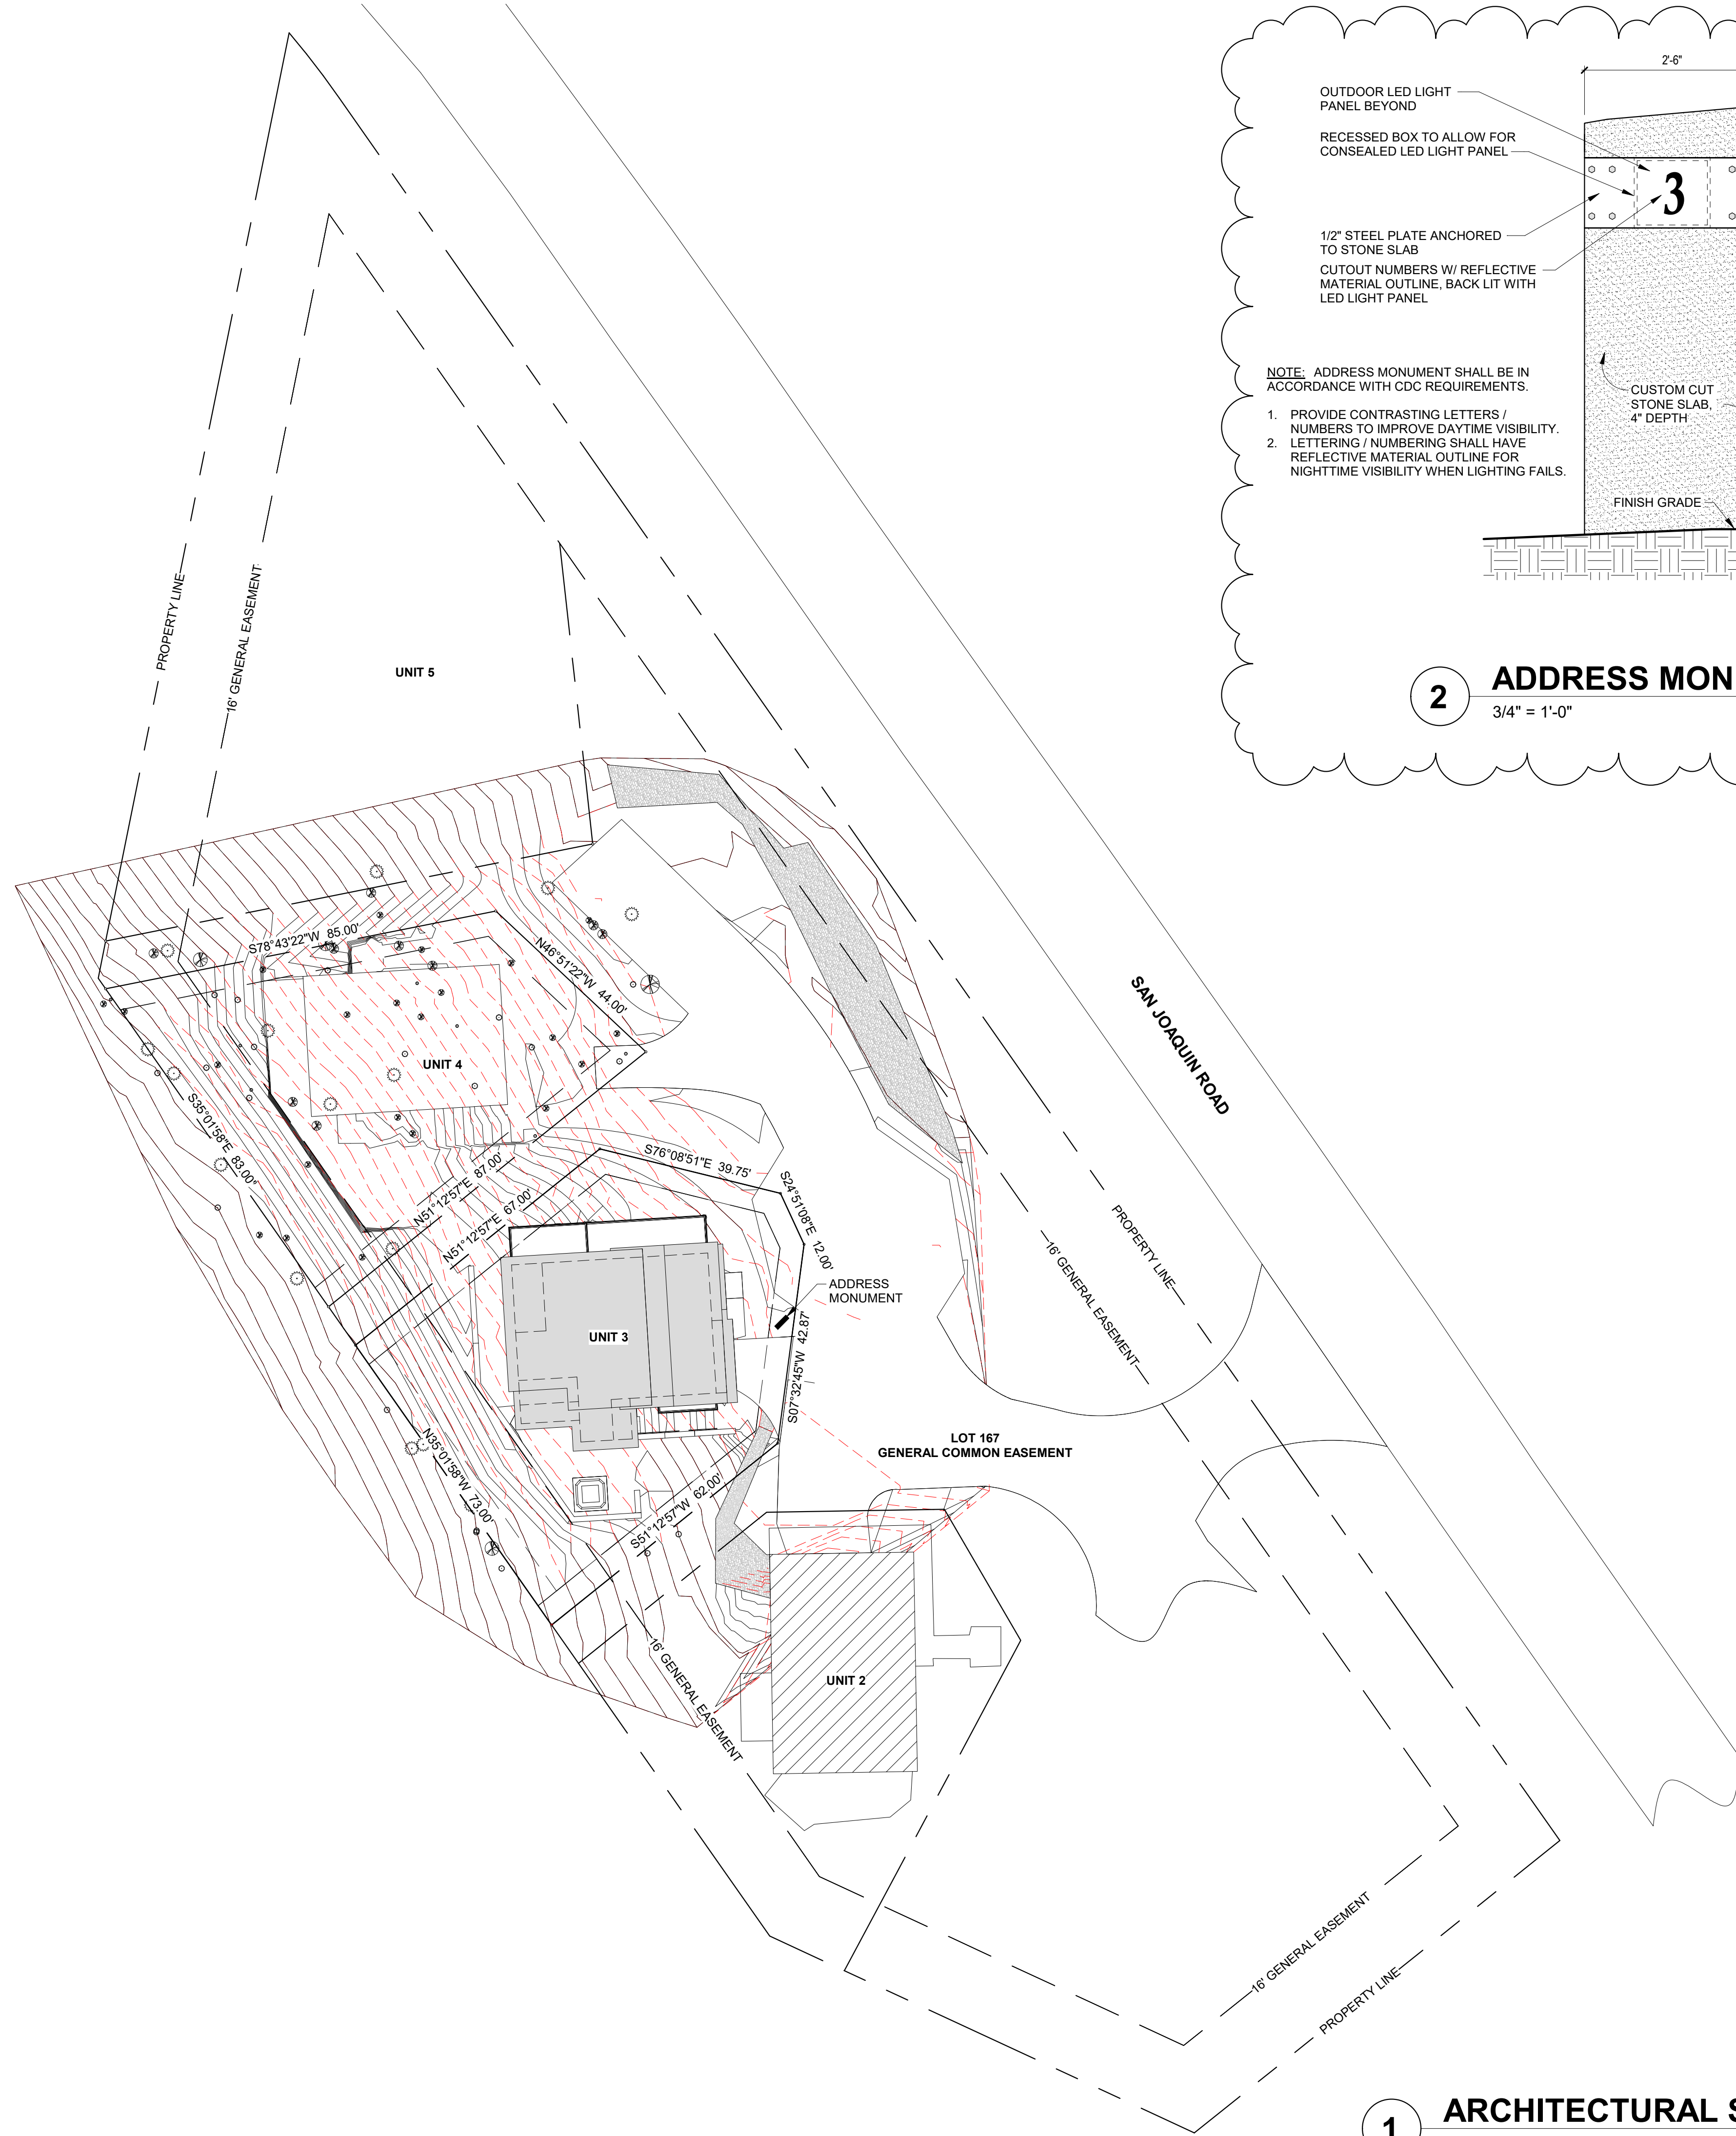 2'-6"
OUTDOOR LED LIGHT
PANEL BEYOND
RECESSED BOX TO ALLOW FOR
CONSEALED LED LIGHT PANEL
3
1/2" STEEL PLATE ANCHORED
TO STONE SLAB
CUTOUT NUMBERS W/ REFLECTIVE
MATERIAL OUTLINE, BACK LIT WITH
LED LIGHT PANEL
NOTE: ADDRESS MONUMENT SHALL BE IN
ACCORDANCE WITH CDC REQUIREMENTS.
1. PROVIDE CONTRASTING LETTERS /
NUMBERS TO IMPROVE DAYTIME VISIBILITY.
2. LETTERING / NUMBERING SHALL HAVE
REFLECTIVE MATERIAL OUTLINE FOR
NIGHTTIME VISIBILITY WHEN LIGHTING FAILS.
CUSTOM CUT
STONE SLAB,
4" DEPTH
FINISH GRADE
2
ADDRESS MON
3/4" = 1'-0"
PROPERTY LINE
16' GENERAL EASEMENT
UNIT 5
S78°43'22"W 85.00'
N46°51'22"W 44.00'
UNIT 4
S35°01'58"E 83.00'
N51°12'57"E 87.00'
N51°12'57"E 67.00'
S76°08'51"E 39.75'
S24°51'08"E 12.00'
ADDRESS
MONUMENT
UNIT 3
S07°32'45"W 42.87'
N35°01'58"W 73.00'
S51°12'57"W 62.00'
SAN JOAQUIN ROAD
PROPERTY LINE
16' GENERAL EASEMENT
LOT 167
GENERAL COMMON EASEMENT
16' GENERAL EASEMENT
UNIT 2
16' GENERAL EASEMENT
PROPERTY LINE
1
ARCHITECTURAL